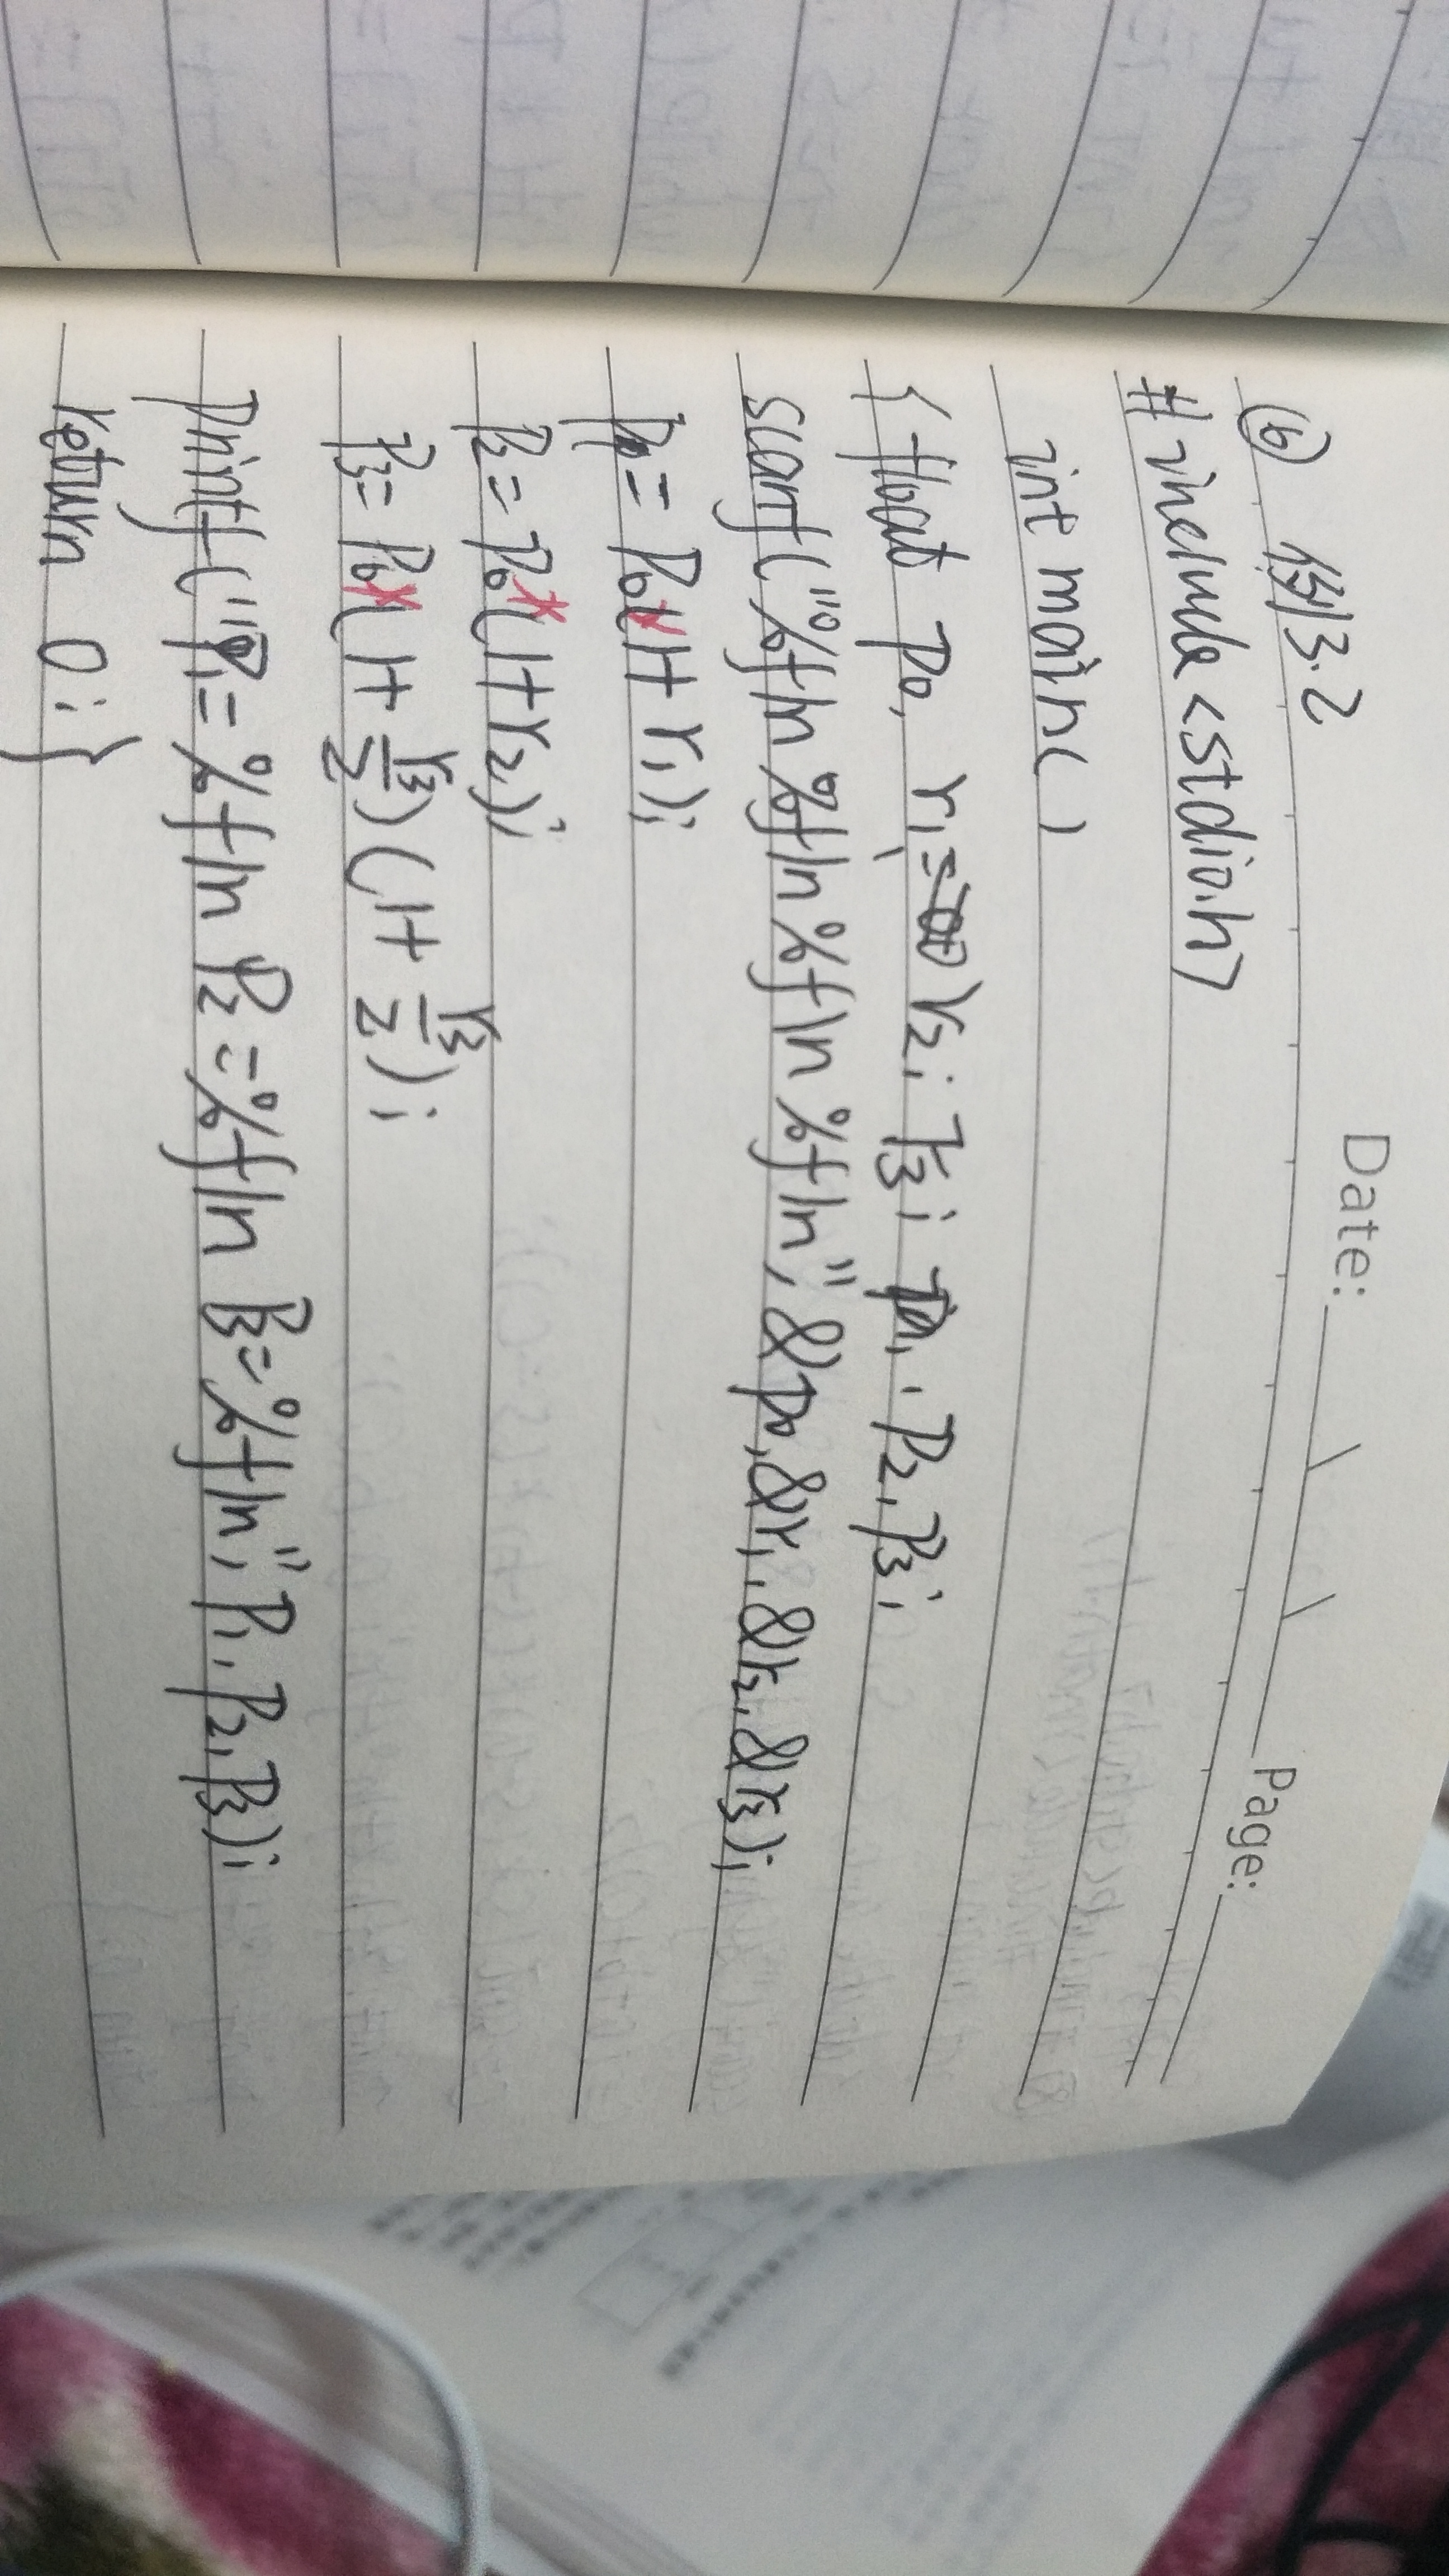 Date: \ \ Page:
⑥ 例3.2
#include<stdio.h>
int main()
{float p0, r1, r2; r3; p1, p2, p3;
scanf("%f\n %f\n %f\n %f\n", &p0, &r1, &r2, &r3);
p1 = p0*(1+r1);
p2 = p0*(1+r2);
p3 = p0*(1+r3/2)(1+r3/2);
printf("p1=%f\n p2=%f\n p3=%f\n", p1, p2, p3);
return 0;}